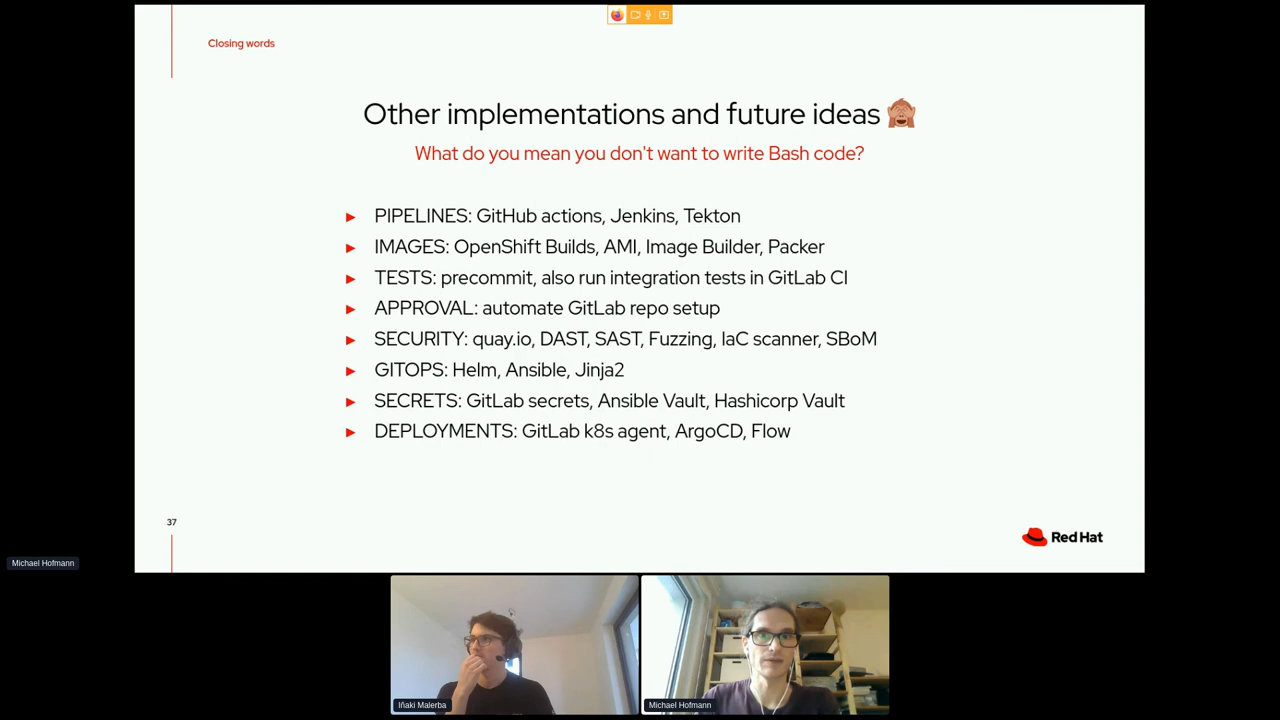 Closing words
Other implementations and future ideas 🙈
What do you mean you don't want to write Bash code?
► PIPELINES: GitHub actions, Jenkins, Tekton
► IMAGES: OpenShift Builds, AMI, Image Builder, Packer
► TESTS: precommit, also run integration tests in GitLab CI
► APPROVAL: automate GitLab repo setup
► SECURITY: quay.io, DAST, SAST, Fuzzing, IaC scanner, SBoM
► GITOPS: Helm, Ansible, Jinja2
► SECRETS: GitLab secrets, Ansible Vault, Hashicorp Vault
► DEPLOYMENTS: GitLab k8s agent, ArgoCD, Flow
37
Red Hat
Michael Hofmann
Iñaki Malerba
Michael Hofmann